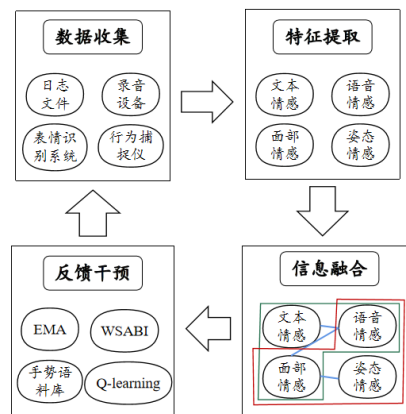 数据收集
日志
文件
录音
设备
表情识
别系统
行为捕
捉仪
特征提取
文本
情感
语音
情感
面部
情感
姿态
情感
反馈干预
EMA
WSABI
手势语
料库
Q-learning
信息融合
文本
情感
语音
情感
面部
情感
姿态
情感